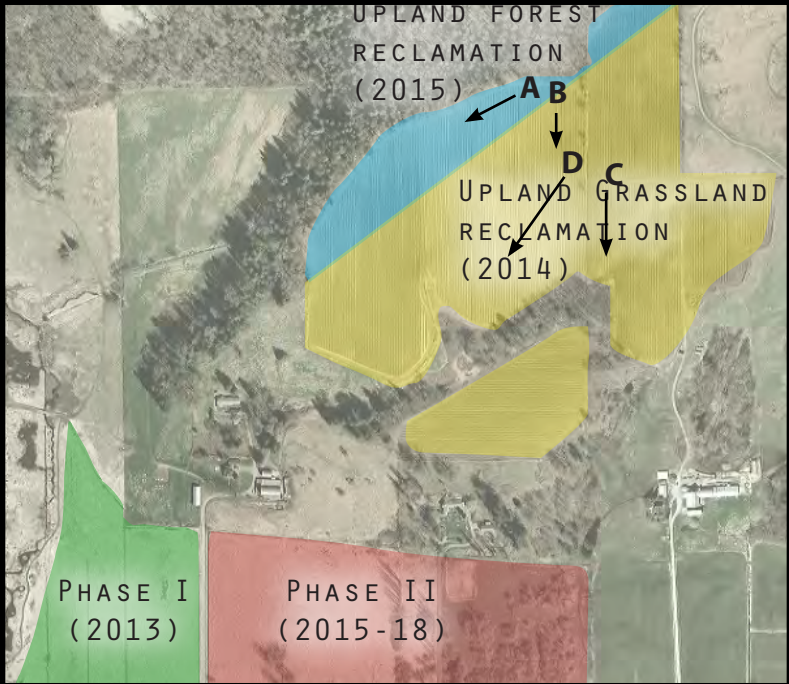 UPLAND FOREST
RECLAMATION
(2015)
A
B
D
C
UPLAND GRASSLAND
RECLAMATION
(2014)
PHASE I
(2013)
PHASE II
(2015-18)